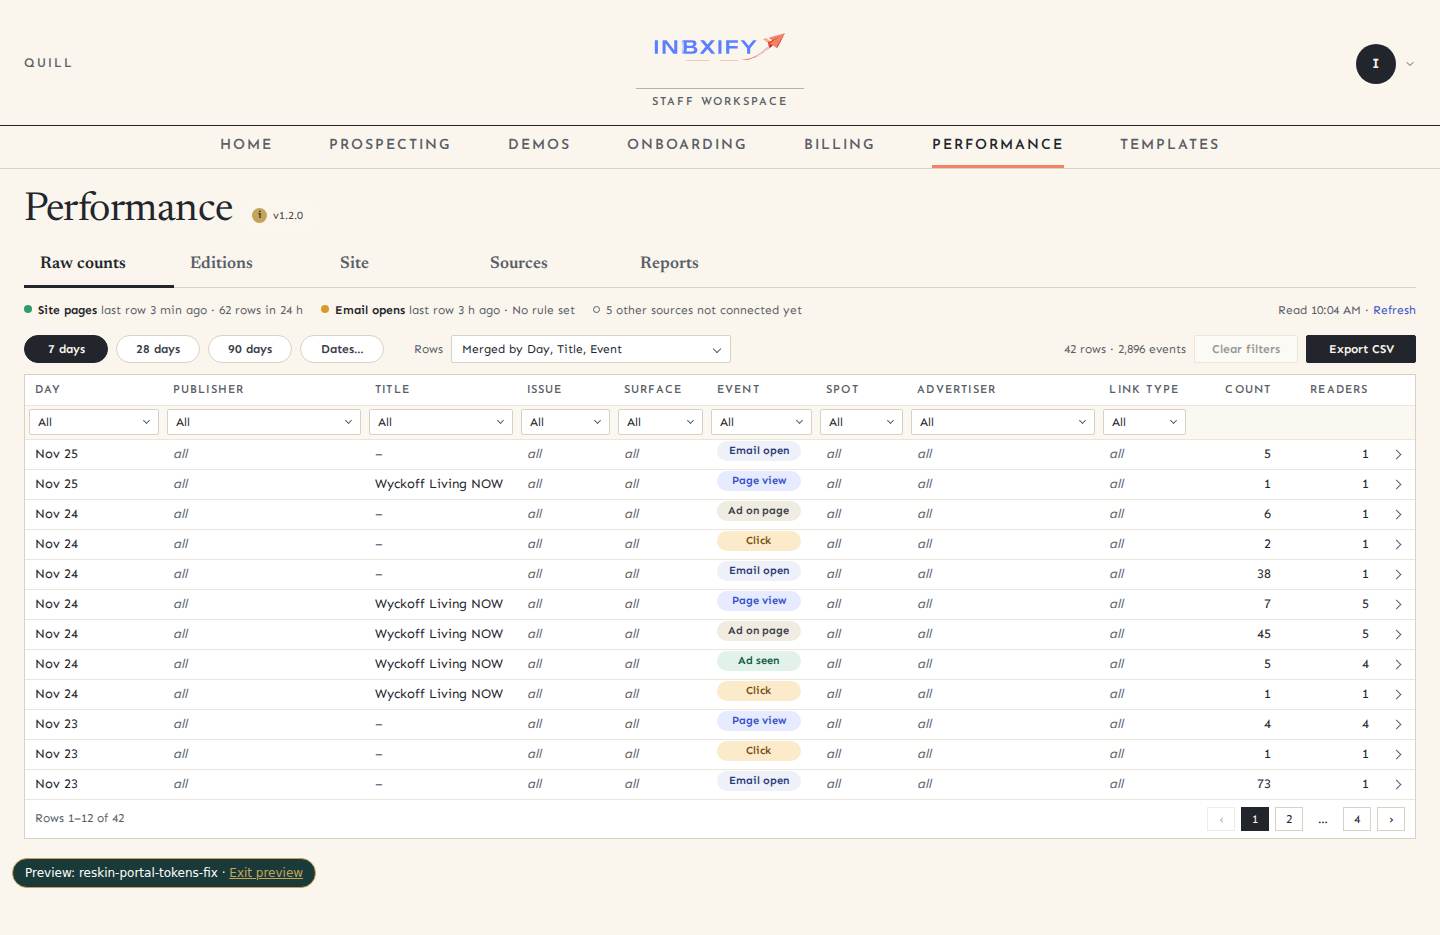 QUILL
INBXIFY
STAFF WORKSPACE
I
HOME PROSPECTING DEMOS ONBOARDING BILLING PERFORMANCE TEMPLATES
Performance i v1.2.0
Raw counts Editions Site Sources Reports
Site pages last row 3 min ago · 62 rows in 24 h Email opens last row 3 h ago · No rule set 5 other sources not connected yet Read 10:04 AM · Refresh
7 days 28 days 90 days Dates... Rows Merged by Day, Title, Event 42 rows · 2,896 events Clear filters Export CSV
DAY PUBLISHER TITLE ISSUE SURFACE EVENT SPOT ADVERTISER LINK TYPE COUNT READERS
All All All All All All All All All
Nov 25 all – all all Email open all all all 5 1
Nov 25 all Wyckoff Living NOW all all Page view all all all 1 1
Nov 24 all – all all Ad on page all all all 6 1
Nov 24 all – all all Click all all all 2 1
Nov 24 all – all all Email open all all all 38 1
Nov 24 all Wyckoff Living NOW all all Page view all all all 7 5
Nov 24 all Wyckoff Living NOW all all Ad on page all all all 45 5
Nov 24 all Wyckoff Living NOW all all Ad seen all all all 5 4
Nov 24 all Wyckoff Living NOW all all Click all all all 1 1
Nov 23 all – all all Page view all all all 4 4
Nov 23 all – all all Click all all all 1 1
Nov 23 all – all all Email open all all all 73 1
Rows 1–12 of 42 ‹ 1 2 ... 4 ›
Preview: reskin-portal-tokens-fix · Exit preview